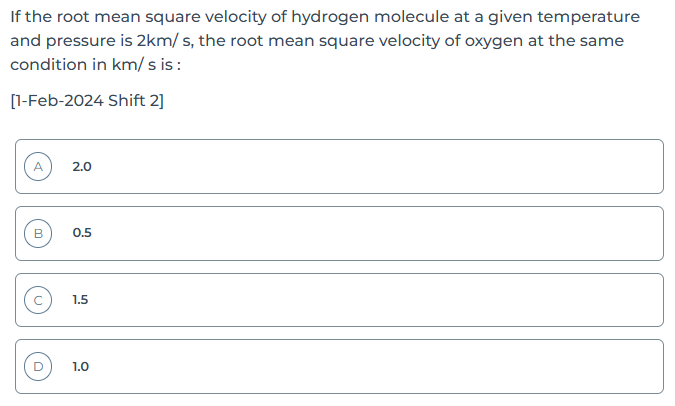 If the root mean square velocity of hydrogen molecule at a given temperature
and pressure is 2km/ s, the root mean square velocity of oxygen at the same
condition in km/ s is :
[1-Feb-2024 Shift 2]
A 2.0
B 0.5
C 1.5
D 1.0